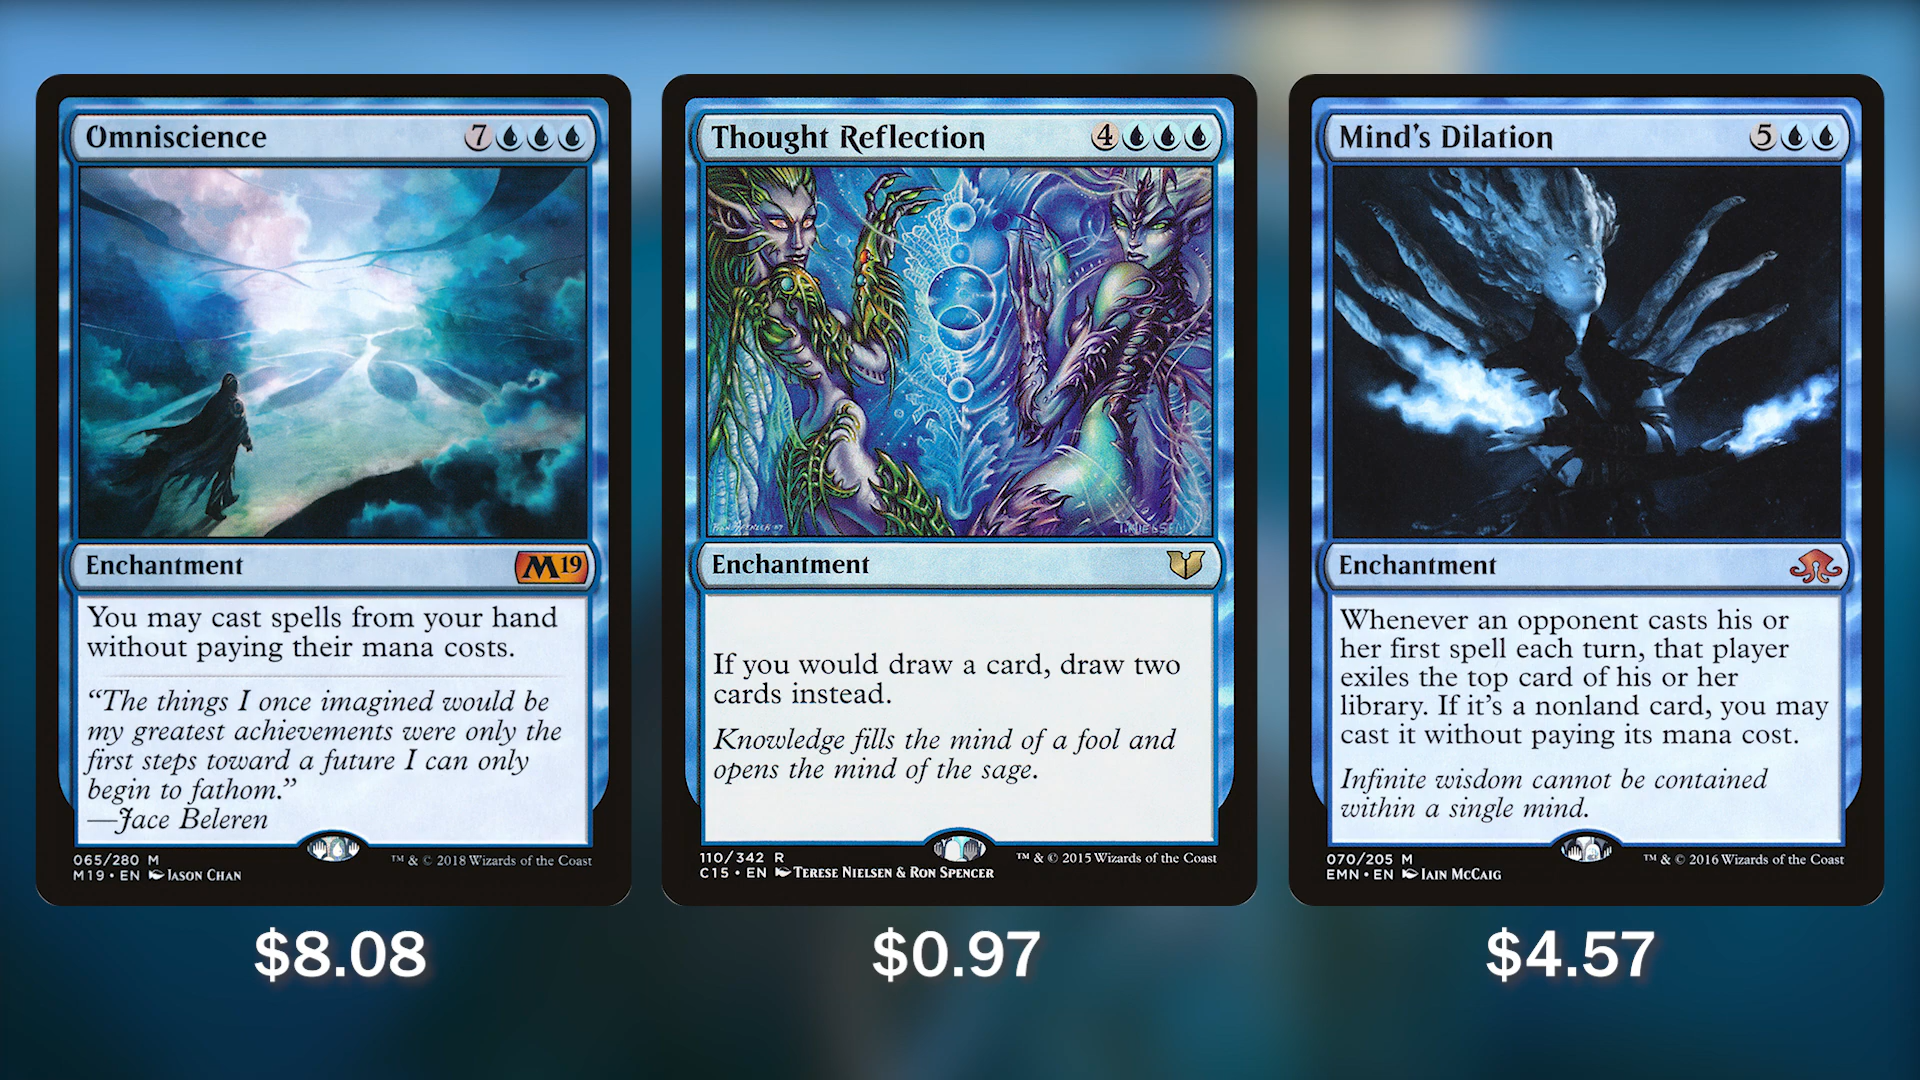 Omniscience 7
Enchantment M19
You may cast spells from your hand
without paying their mana costs.
“The things I once imagined would be
my greatest achievements were only the
first steps toward a future I can only
begin to fathom.”
—Jace Beleren
065/280 M
M19 • EN Jason Chan
™ & © 2018 Wizards of the Coast
$8.08
Thought Reflection 4
Enchantment
If you would draw a card, draw two
cards instead.
Knowledge fills the mind of a fool and
opens the mind of the sage.
110/342 R
C15 • EN Terese Nielsen & Ron Spencer
™ & © 2015 Wizards of the Coast
$0.97
Mind's Dilation 5
Enchantment
Whenever an opponent casts his or
her first spell each turn, that player
exiles the top card of his or her
library. If it's a nonland card, you may
cast it without paying its mana cost.
Infinite wisdom cannot be contained
within a single mind.
070/205 M
EMN • EN Iain McCaig
™ & © 2016 Wizards of the Coast
$4.57